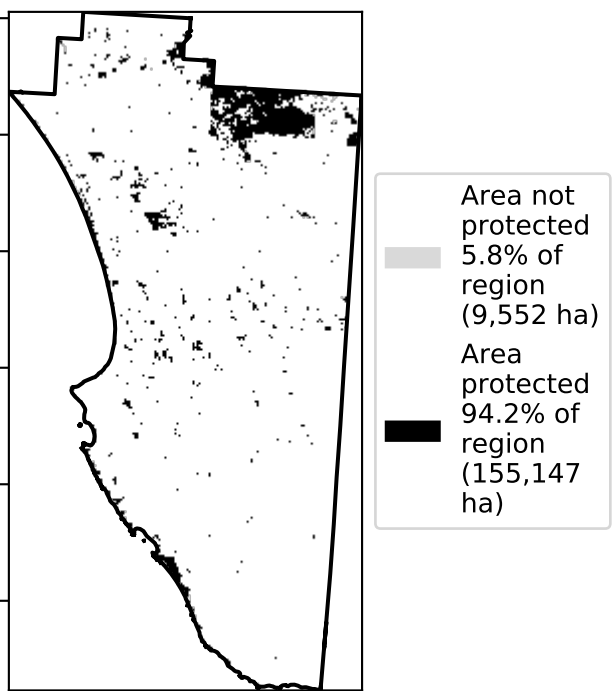 Area not
protected
5.8% of
region
(9,552 ha)
Area
protected
94.2% of
region
(155,147
ha)